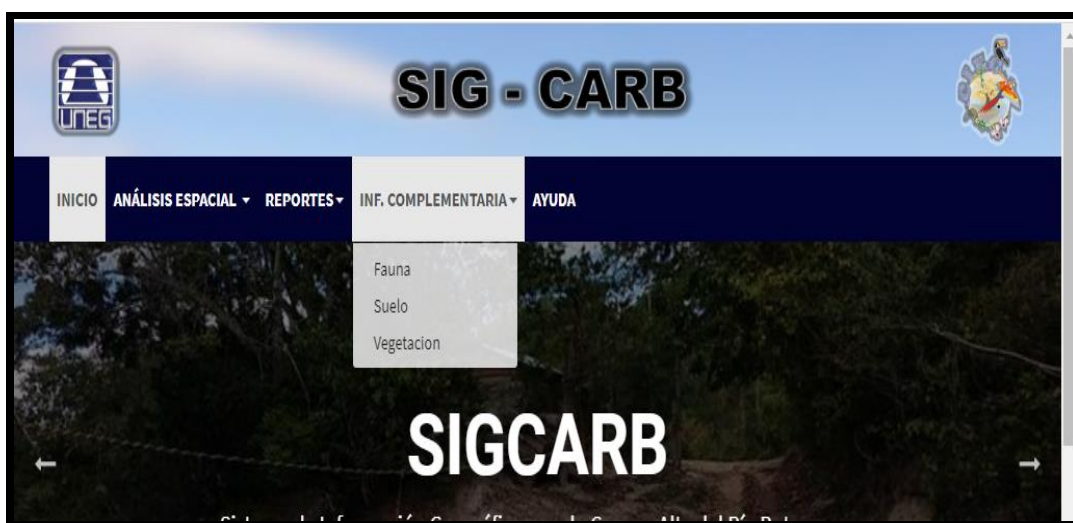 UNEG
SIG - CARB
INICIO ANÁLISIS ESPACIAL REPORTES INF. COMPLEMENTARIA AYUDA
Fauna
Suelo
Vegetacion
SIGCARB